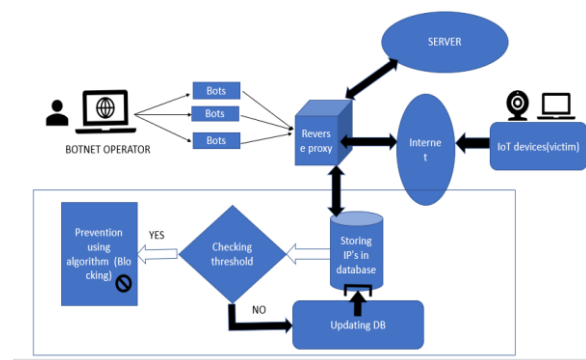 SERVER
Bots
Bots
Bots
BOTNET OPERATOR
Revers
e proxy
Interne
t
IoT devices(victim)
Prevention
using
algorithm (Blo
cking)
YES
Checking
threshold
Storing
IP's in
database
NO
Updating DB